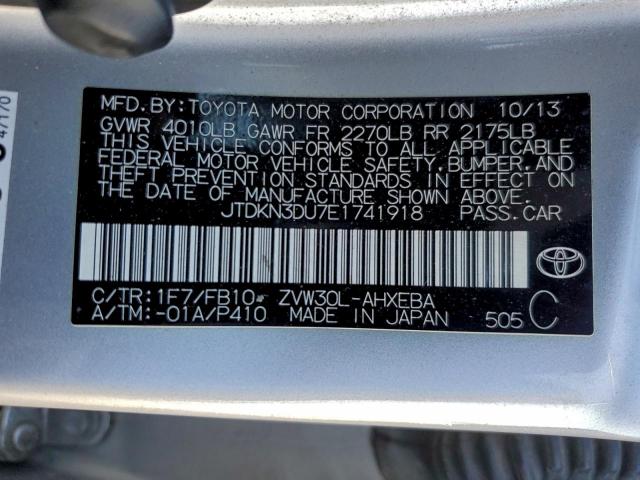 MFD. BY: TOYOTA MOTOR CORPORATION 10/13
GVWR 4010LB GAWR FR 2270LB RR 2175LB
THIS VEHICLE CONFORMS TO ALL APPLICABLE
FEDERAL MOTOR VEHICLE SAFETY, BUMPER, AND
THEFT PREVENTION STANDARDS IN EFFECT ON
THE DATE OF MANUFACTURE SHOWN ABOVE.
JTDKN3DU7E1741918 PASS.CAR
C/TR:1F7/FB10 ZVW30L-AHXEBA
A/TM:-01A/P410 MADE IN JAPAN 505 C